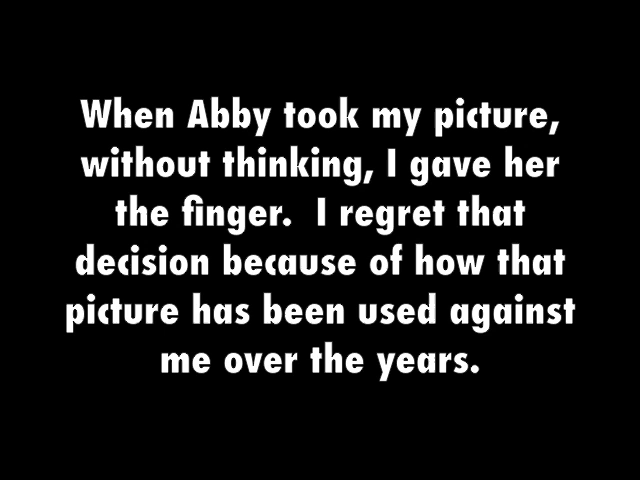 When Abby took my picture,
without thinking, I gave her
the finger.  I regret that
decision because of how that
picture has been used against
me over the years.